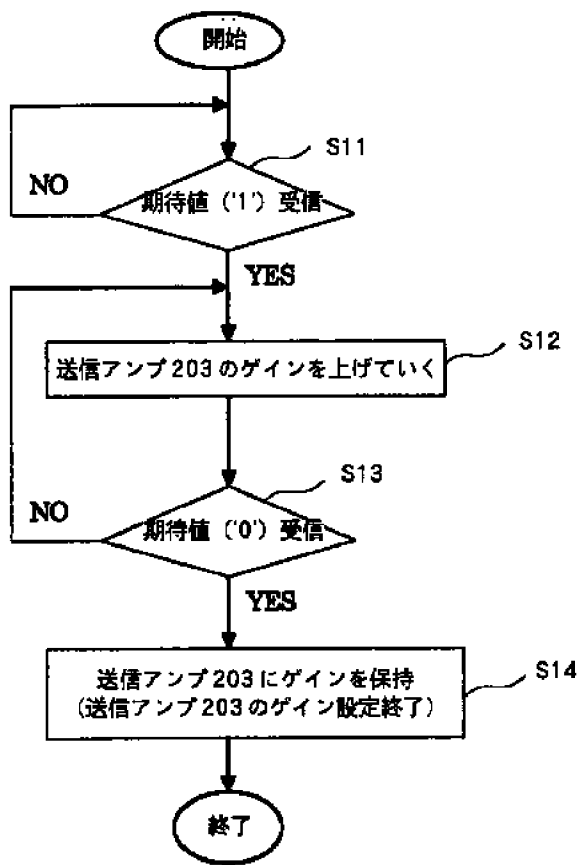 開始
S11
期待値 ('1') 受信
NO
YES
S12
送信アンプ203のゲインを上げていく
S13
期待値 ('0') 受信
NO
YES
S14
送信アンプ203にゲインを保持
(送信アンプ203のゲイン設定終了)
終了